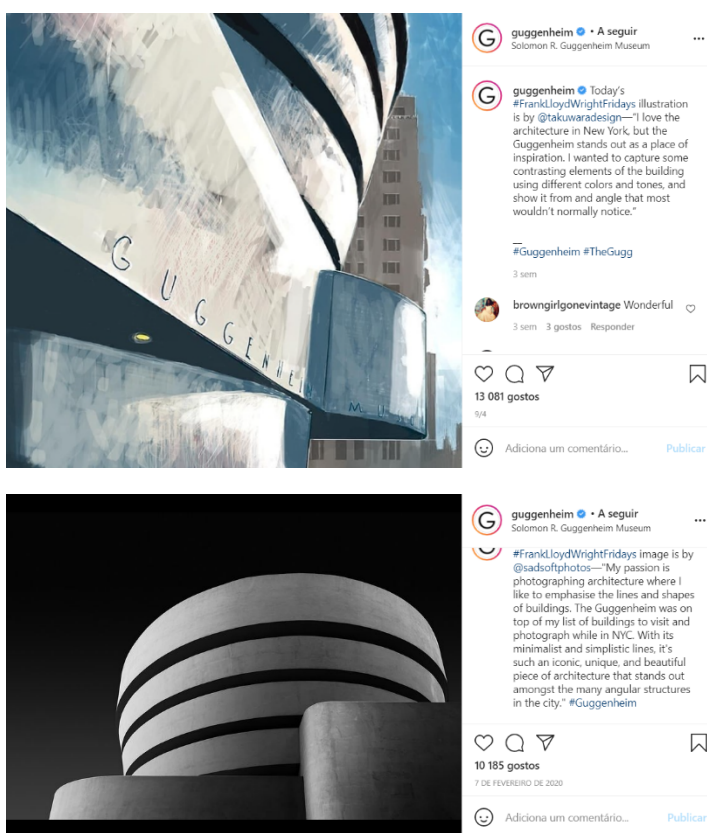 GUGGENHEIM
guggenheim • A seguir
Solomon R. Guggenheim Museum
guggenheim Today's
#FrankLloydWrightFridays illustration
is by @takuwaradesign—"I love the
architecture in New York, but the
Guggenheim stands out as a place of
inspiration. I wanted to capture some
contrasting elements of the building
using different colors and tones, and
show it from and angle that most
wouldn't normally notice."
—
#Guggenheim #TheGugg
3 sem
browngirlgonevintage Wonderful
3 sem 3 gostos Responder
13 081 gostos
9/4
Adiciona um comentário... Publicar
guggenheim • A seguir
Solomon R. Guggenheim Museum
#FrankLloydWrightFridays image is by
@sadsoftphotos—"My passion is
photographing architecture where I
like to emphasise the lines and shapes
of buildings. The Guggenheim was on
top of my list of buildings to visit and
photograph while in NYC. With its
minimalist and simplistic lines, it's
such an iconic, unique, and beautiful
piece of architecture that stands out
amongst the many angular structures
in the city." #Guggenheim
10 185 gostos
7 DE FEVEREIRO DE 2020
Adiciona um comentário... Publicar